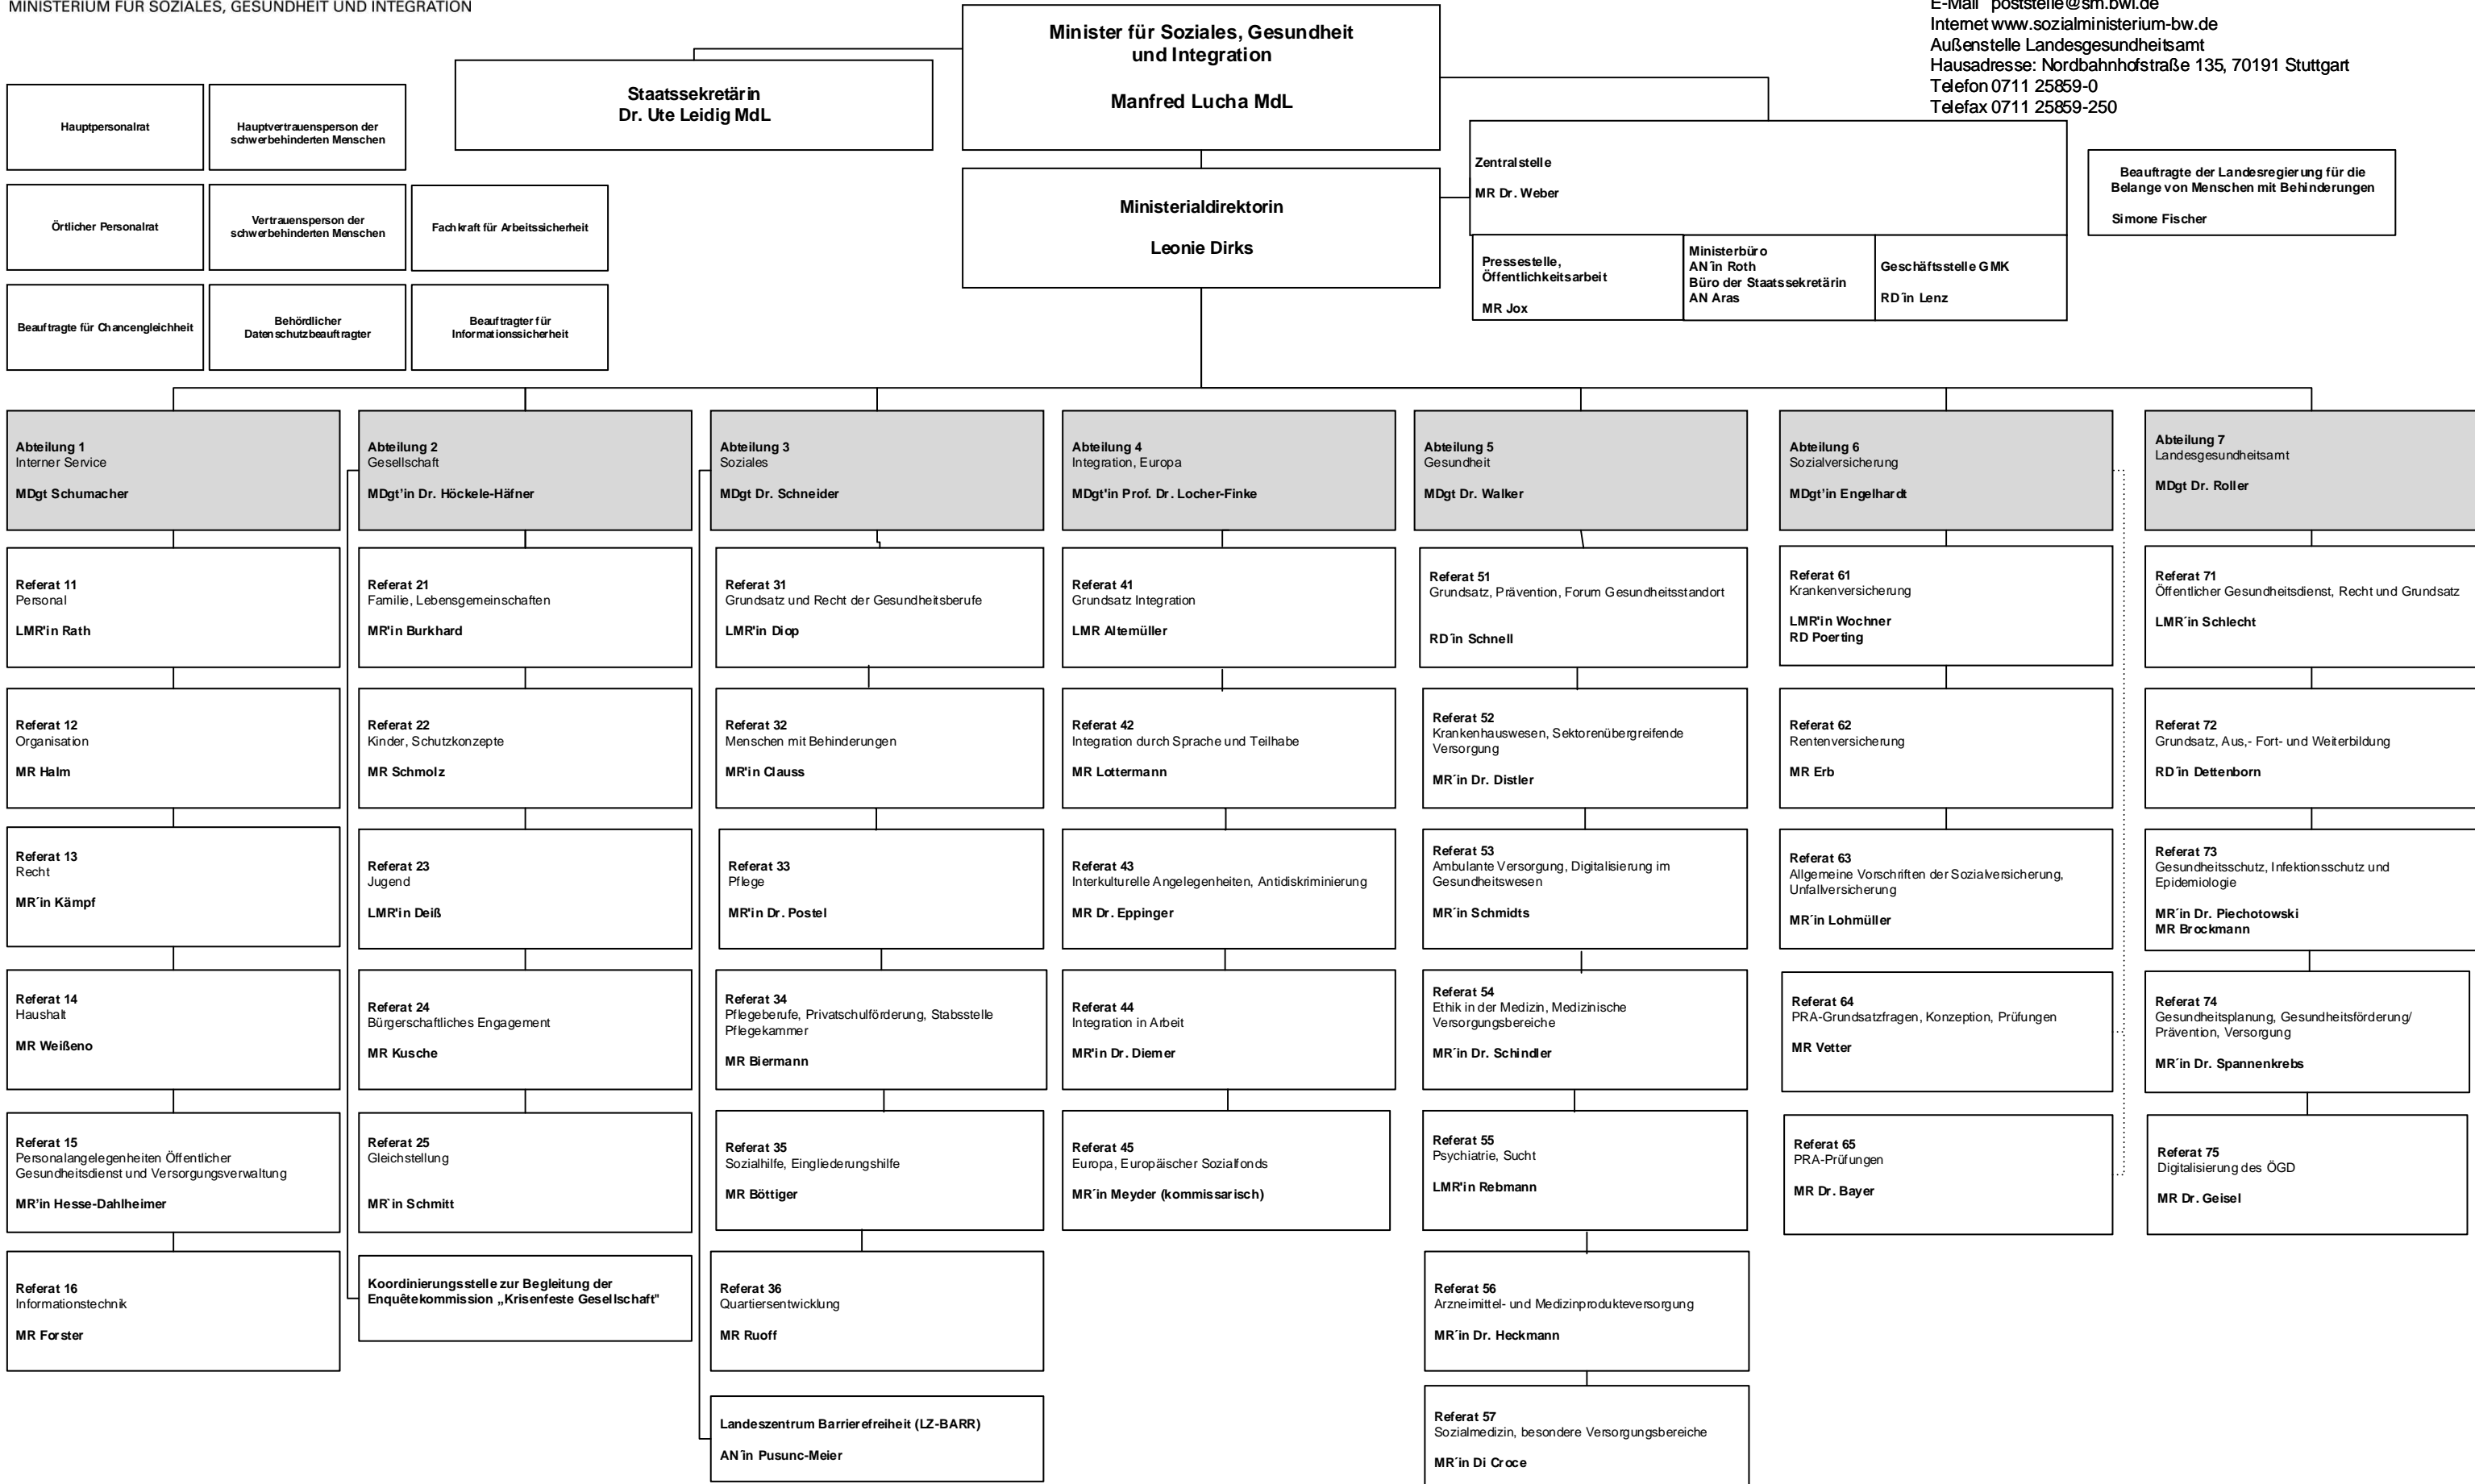 MINISTERIUM FÜR SOZIALES, GESUNDHEIT UND INTEGRATION
E-Mail poststelle@sm.bwl.de
Internet www.sozialministerium-bw.de
Außenstelle Landesgesundheitsamt
Hausadresse: Nordbahnhofstraße 135, 70191 Stuttgart
Telefon 0711 25859-0
Telefax 0711 25859-250
Minister für Soziales, Gesundheit
und Integration
Manfred Lucha MdL
Staatssekretärin
Dr. Ute Leidig MdL
Ministerialdirektorin
Leonie Dirks
Zentralstelle
MR Dr. Weber
Pressestelle,
Öffentlichkeitsarbeit
MR Jox
Ministerbüro
AN´in Roth
Büro der Staatssekretärin
AN Aras
Geschäftsstelle GMK
RD´in Lenz
Beauftragte der Landesregierung für die
Belange von Menschen mit Behinderungen
Simone Fischer
Hauptpersonalrat
Hauptvertrauensperson der
schwerbehinderten Menschen
Örtlicher Personalrat
Vertrauensperson der
schwerbehinderten Menschen
Fachkraft für Arbeitssicherheit
Beauftragte für Chancengleichheit
Behördlicher
Datenschutzbeauftragter
Beauftragter für
Informationssicherheit
Abteilung 1
Interner Service
MDgt Schumacher
Referat 11
Personal
LMR'in Rath
Referat 12
Organisation
MR Halm
Referat 13
Recht
MR´in Kämpf
Referat 14
Haushalt
MR Weißeno
Referat 15
Personalangelegenheiten Öffentlicher
Gesundheitsdienst und Versorgungsverwaltung
MR’in Hesse-Dahlheimer
Referat 16
Informationstechnik
MR Forster
Abteilung 2
Gesellschaft
MDgt’in Dr. Höckele-Häfner
Referat 21
Familie, Lebensgemeinschaften
MR'in Burkhard
Referat 22
Kinder, Schutzkonzepte
MR Schmolz
Referat 23
Jugend
LMR'in Deiß
Referat 24
Bürgerschaftliches Engagement
MR Kusche
Referat 25
Gleichstellung
MR`in Schmitt
Koordinierungsstelle zur Begleitung der
Enquêtekommission „Krisenfeste Gesellschaft"
Abteilung 3
Soziales
MDgt Dr. Schneider
Referat 31
Grundsatz und Recht der Gesundheitsberufe
LMR'in Diop
Referat 32
Menschen mit Behinderungen
MR'in Clauss
Referat 33
Pflege
MR'in Dr. Postel
Referat 34
Pflegeberufe, Privatschulförderung, Stabsstelle
Pflegekammer
MR Biermann
Referat 35
Sozialhilfe, Eingliederungshilfe
MR Böttiger
Referat 36
Quartiersentwicklung
MR Ruoff
Landeszentrum Barrierefreiheit (LZ-BARR)
AN´in Pusunc-Meier
Abteilung 4
Integration, Europa
MDgt'in Prof. Dr. Locher-Finke
Referat 41
Grundsatz Integration
LMR Altemüller
Referat 42
Integration durch Sprache und Teilhabe
MR Lottermann
Referat 43
Interkulturelle Angelegenheiten, Antidiskriminierung
MR Dr. Eppinger
Referat 44
Integration in Arbeit
MR'in Dr. Diemer
Referat 45
Europa, Europäischer Sozialfonds
MR´in Meyder (kommissarisch)
Abteilung 5
Gesundheit
MDgt Dr. Walker
Referat 51
Grundsatz, Prävention, Forum Gesundheitsstandort
RD´in Schnell
Referat 52
Krankenhauswesen, Sektorenübergreifende
Versorgung
MR´in Dr. Distler
Referat 53
Ambulante Versorgung, Digitalisierung im
Gesundheitswesen
MR´in Schmidts
Referat 54
Ethik in der Medizin, Medizinische
Versorgungsbereiche
MR´in Dr. Schindler
Referat 55
Psychiatrie, Sucht
LMR'in Rebmann
Referat 56
Arzneimittel- und Medizinprodukteversorgung
MR´in Dr. Heckmann
Referat 57
Sozialmedizin, besondere Versorgungsbereiche
MR´in Di Croce
Abteilung 6
Sozialversicherung
MDgt’in Engelhardt
Referat 61
Krankenversicherung
LMR'in Wochner
RD Poerting
Referat 62
Rentenversicherung
MR Erb
Referat 63
Allgemeine Vorschriften der Sozialversicherung,
Unfallversicherung
MR´in Lohmüller
Referat 64
PRA-Grundsatzfragen, Konzeption, Prüfungen
MR Vetter
Referat 65
PRA-Prüfungen
MR Dr. Bayer
Abteilung 7
Landesgesundheitsamt
MDgt Dr. Roller
Referat 71
Öffentlicher Gesundheitsdienst, Recht und Grundsatz
LMR´in Schlecht
Referat 72
Grundsatz, Aus,- Fort- und Weiterbildung
RD´in Dettenborn
Referat 73
Gesundheitsschutz, Infektionsschutz und
Epidemiologie
MR´in Dr. Piechotowski
MR Brockmann
Referat 74
Gesundheitsplanung, Gesundheitsförderung/
Prävention, Versorgung
MR´in Dr. Spannenkrebs
Referat 75
Digitalisierung des ÖGD
MR Dr. Geisel